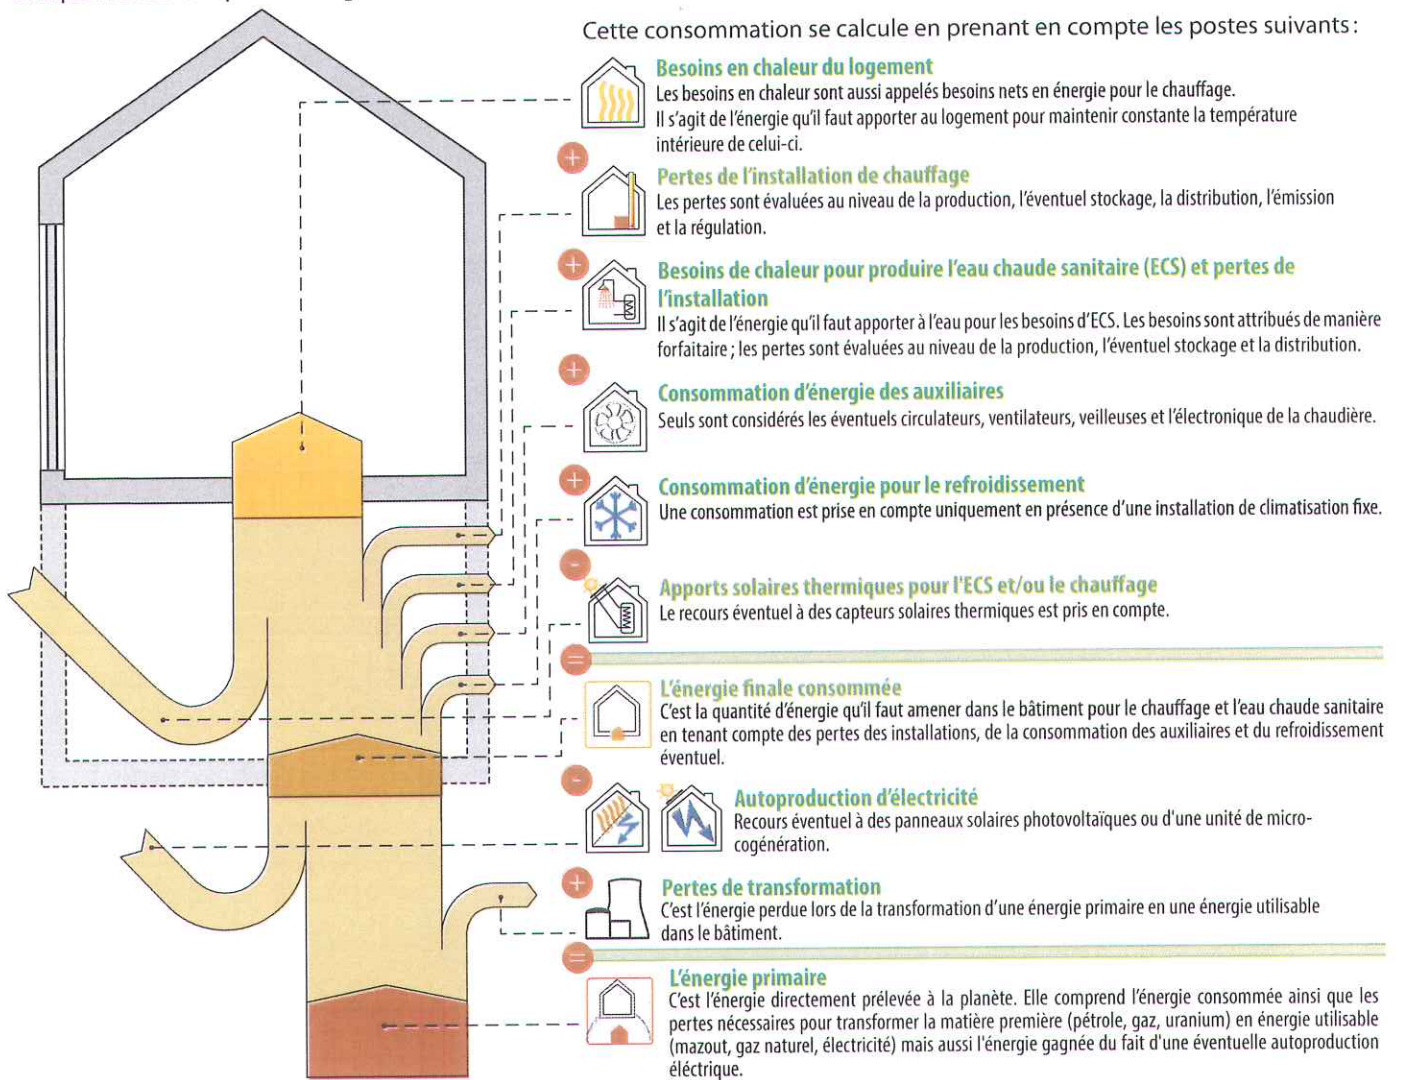 Cette consommation se calcule en prenant en compte les postes suivants :
Besoins en chaleur du logement
Les besoins en chaleur sont aussi appelés besoins nets en énergie pour le chauffage.
Il s'agit de l'énergie qu'il faut apporter au logement pour maintenir constante la température
intérieure de celui-ci.
+
Pertes de l'installation de chauffage
Les pertes sont évaluées au niveau de la production, l'éventuel stockage, la distribution, l'émission
et la régulation.
+
Besoins de chaleur pour produire l'eau chaude sanitaire (ECS) et pertes de
l'installation
Il s'agit de l'énergie qu'il faut apporter à l'eau pour les besoins d'ECS. Les besoins sont attribués de manière
forfaitaire ; les pertes sont évaluées au niveau de la production, l'éventuel stockage et la distribution.
+
Consommation d'énergie des auxiliaires
Seuls sont considérés les éventuels circulateurs, ventilateurs, veilleuses et l'électronique de la chaudière.
+
Consommation d'énergie pour le refroidissement
Une consommation est prise en compte uniquement en présence d'une installation de climatisation fixe.
-
Apports solaires thermiques pour l'ECS et/ou le chauffage
Le recours éventuel à des capteurs solaires thermiques est pris en compte.
=
L'énergie finale consommée
C'est la quantité d'énergie qu'il faut amener dans le bâtiment pour le chauffage et l'eau chaude sanitaire
en tenant compte des pertes des installations, de la consommation des auxiliaires et du refroidissement
éventuel.
-
Autoproduction d'électricité
Recours éventuel à des panneaux solaires photovoltaïques ou d'une unité de micro-
cogénération.
+
Pertes de transformation
C'est l'énergie perdue lors de la transformation d'une énergie primaire en une énergie utilisable
dans le bâtiment.
=
L'énergie primaire
C'est l'énergie directement prélevée à la planète. Elle comprend l'énergie consommée ainsi que les
pertes nécessaires pour transformer la matière première (pétrole, gaz, uranium) en énergie utilisable
(mazout, gaz naturel, électricité) mais aussi l'énergie gagnée du fait d'une éventuelle autoproduction
éléctrique.